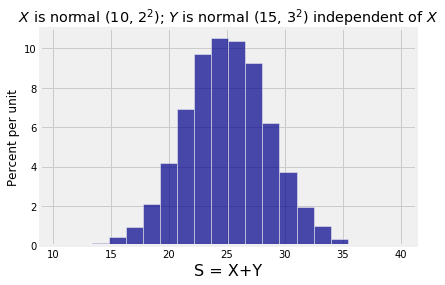 X is normal (10, 2²); Y is normal (15, 3²) independent of X
10
8
6
4
2
0
Percent per unit
10 15 20 25 30 35 40
S = X+Y